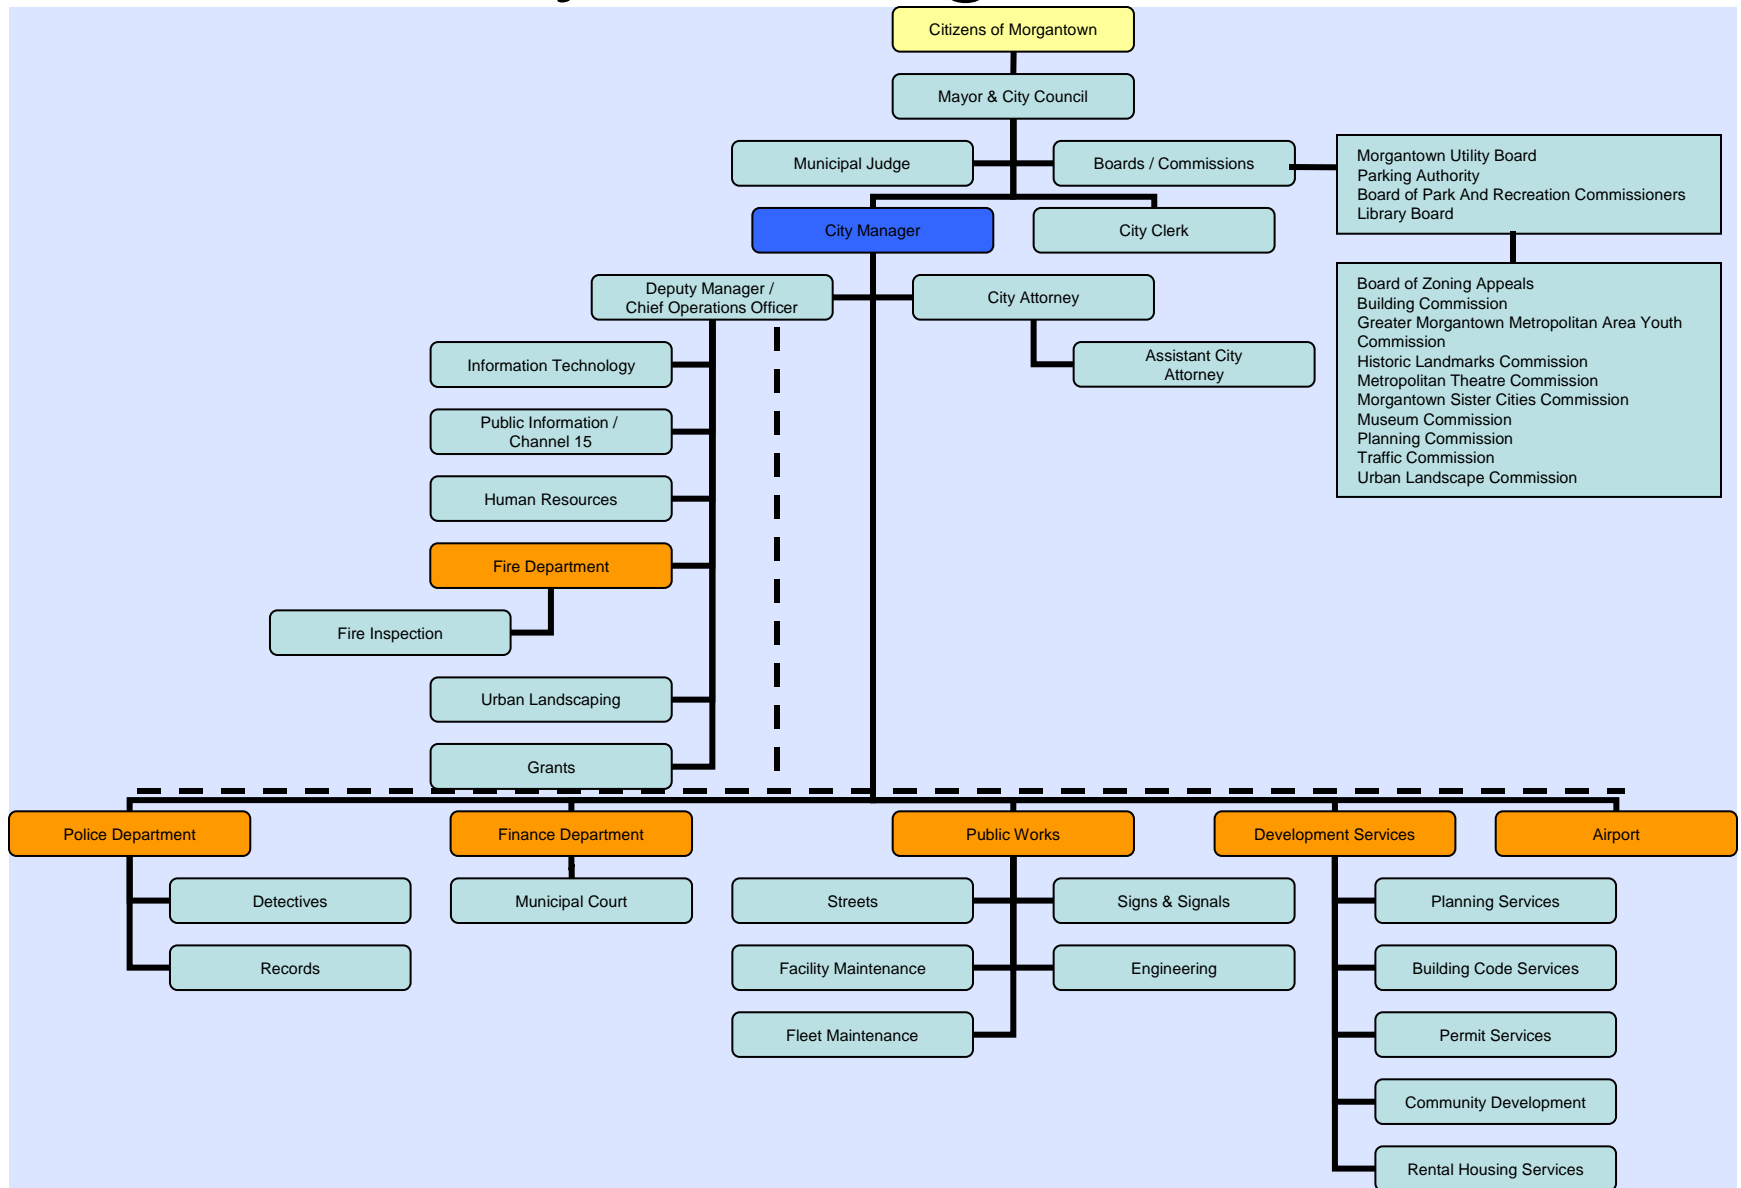 Citizens of Morgantown
Mayor & City Council
Municipal Judge
Boards / Commissions
Morgantown Utility Board
Parking Authority
Board of Park And Recreation Commissioners
Library Board
City Manager
City Clerk
Deputy Manager /
Chief Operations Officer
City Attorney
Assistant City
Attorney
Board of Zoning Appeals
Building Commission
Greater Morgantown Metropolitan Area Youth
Commission
Historic Landmarks Commission
Metropolitan Theatre Commission
Morgantown Sister Cities Commission
Museum Commission
Planning Commission
Traffic Commission
Urban Landscape Commission
Information Technology
Public Information /
Channel 15
Human Resources
Fire Department
Fire Inspection
Urban Landscaping
Grants
Police Department
Finance Department
Public Works
Development Services
Airport
Detectives
Municipal Court
Streets
Signs & Signals
Planning Services
Records
Facility Maintenance
Engineering
Building Code Services
Fleet Maintenance
Permit Services
Community Development
Rental Housing Services